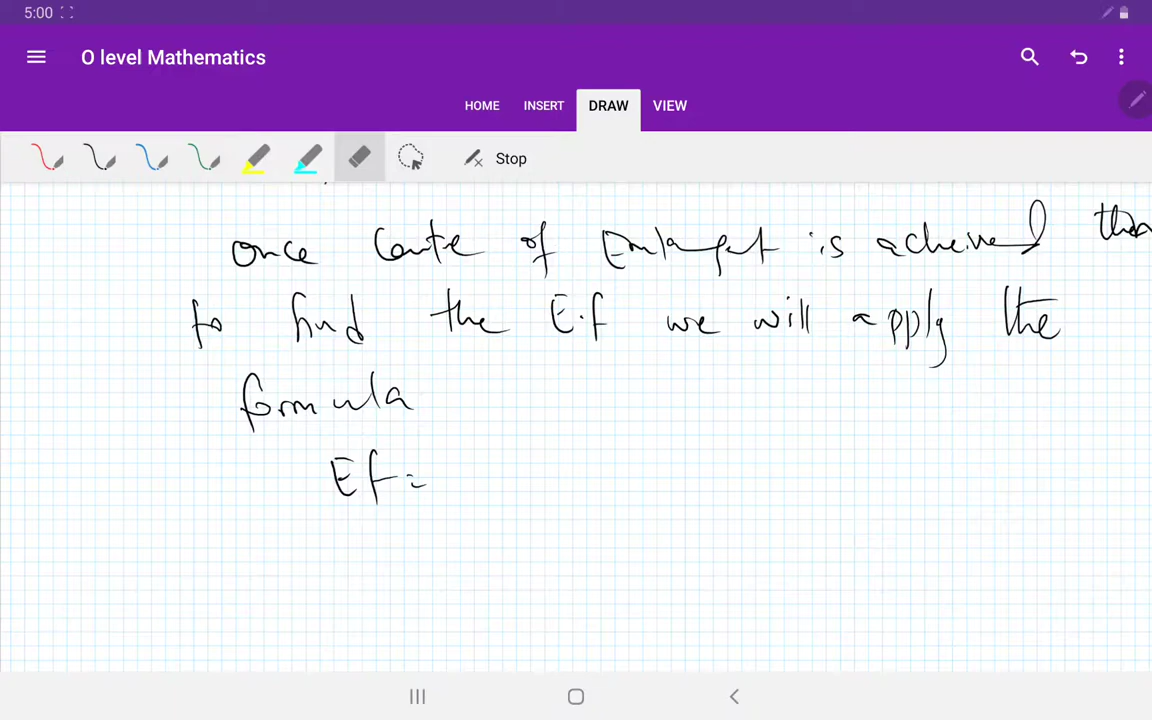 5:00
O level Mathematics
HOME INSERT DRAW VIEW
Stop
once centre of Enlargement is achieved then
to find the E.f we will apply the
formula
Ef =